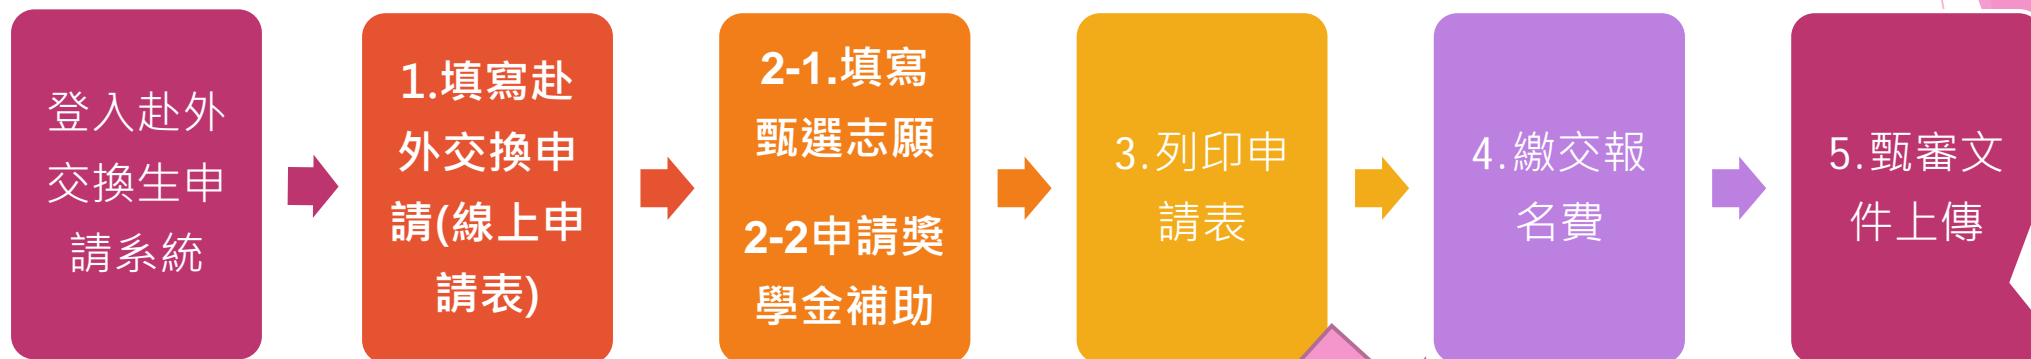 登入赴外
交換生申
請系統
1.填寫赴
外交換申
請(線上申
請表)
2-1.填寫
甄選志願
2-2申請獎
學金補助
3.列印申
請表
4.繳交報
名費
5.甄審文
件上傳